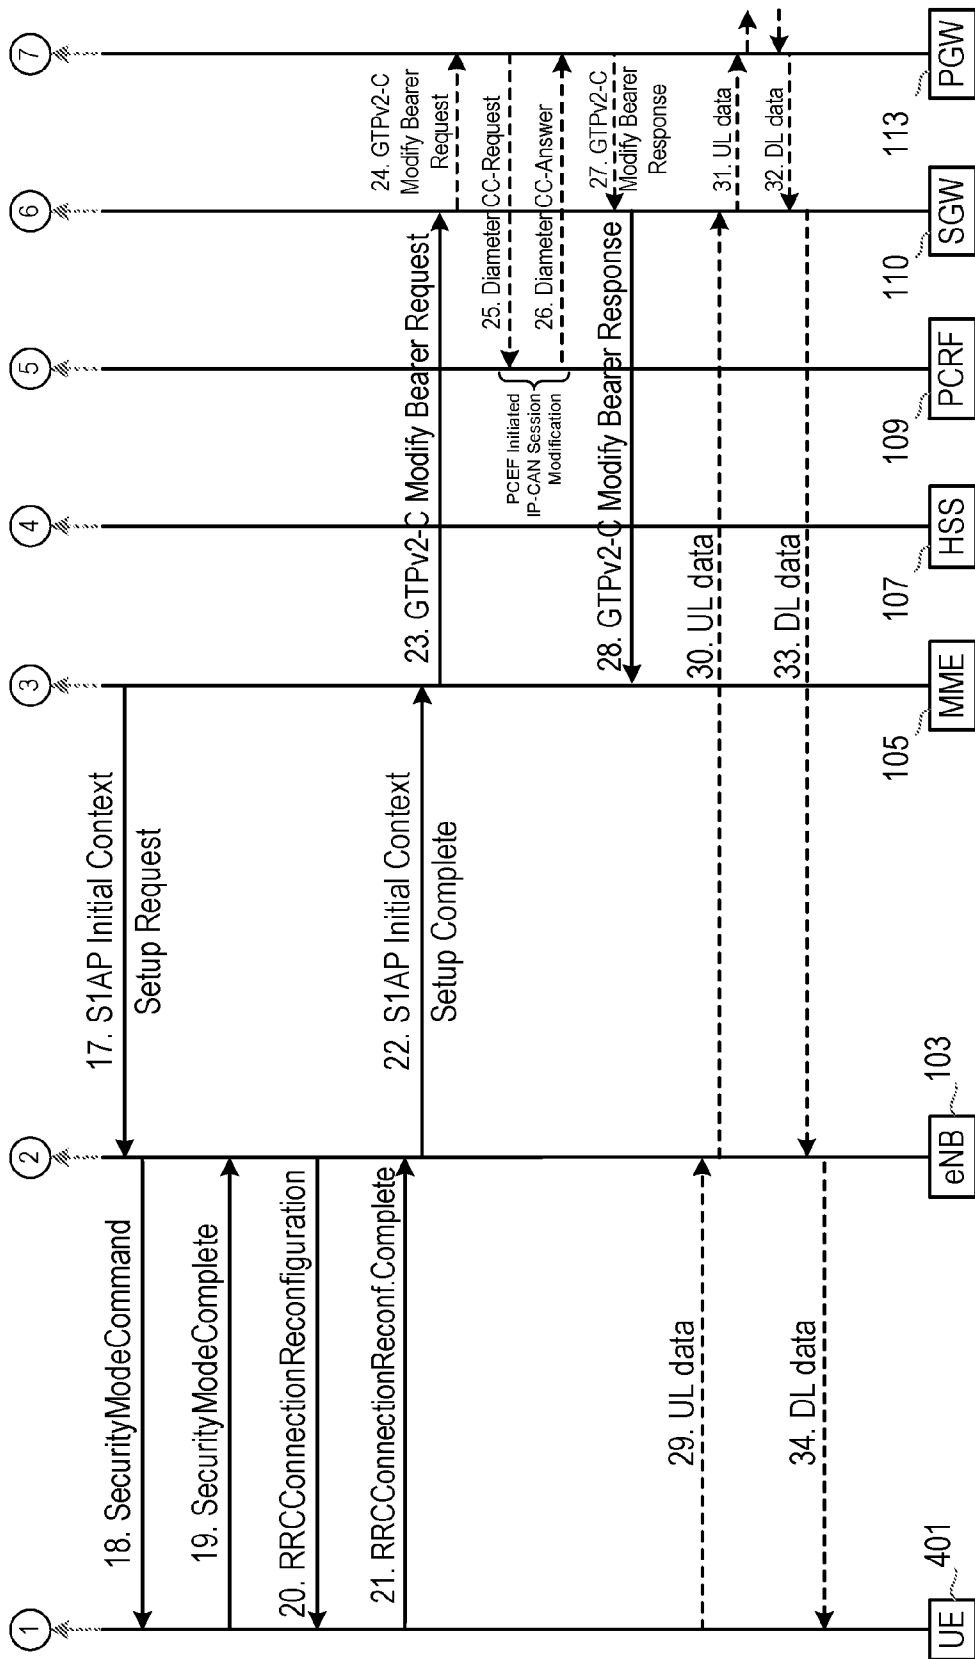 1
2
3
4
5
6
7
17. S1AP Initial Context
Setup Request
18. SecurityModeCommand
19. SecurityModeComplete
20. RRCConnectionReconfiguration
21. RRCConnectionReconf.Complete
22. S1AP Initial Context
Setup Complete
23. GTPv2-C Modify Bearer Request
24. GTPv2-C
Modify Bearer
Request
25. Diameter CC-Request
26. Diameter CC-Answer
PCEF Initiated
IP-CAN Session
Modification
27. GTPv2-C
Modify Bearer
Response
28. GTPv2-C Modify Bearer Response
29. UL data
30. UL data
31. UL data
32. DL data
33. DL data
34. DL data
UE
401
eNB
103
MME
105
HSS
107
PCRF
109
SGW
110
PGW
113